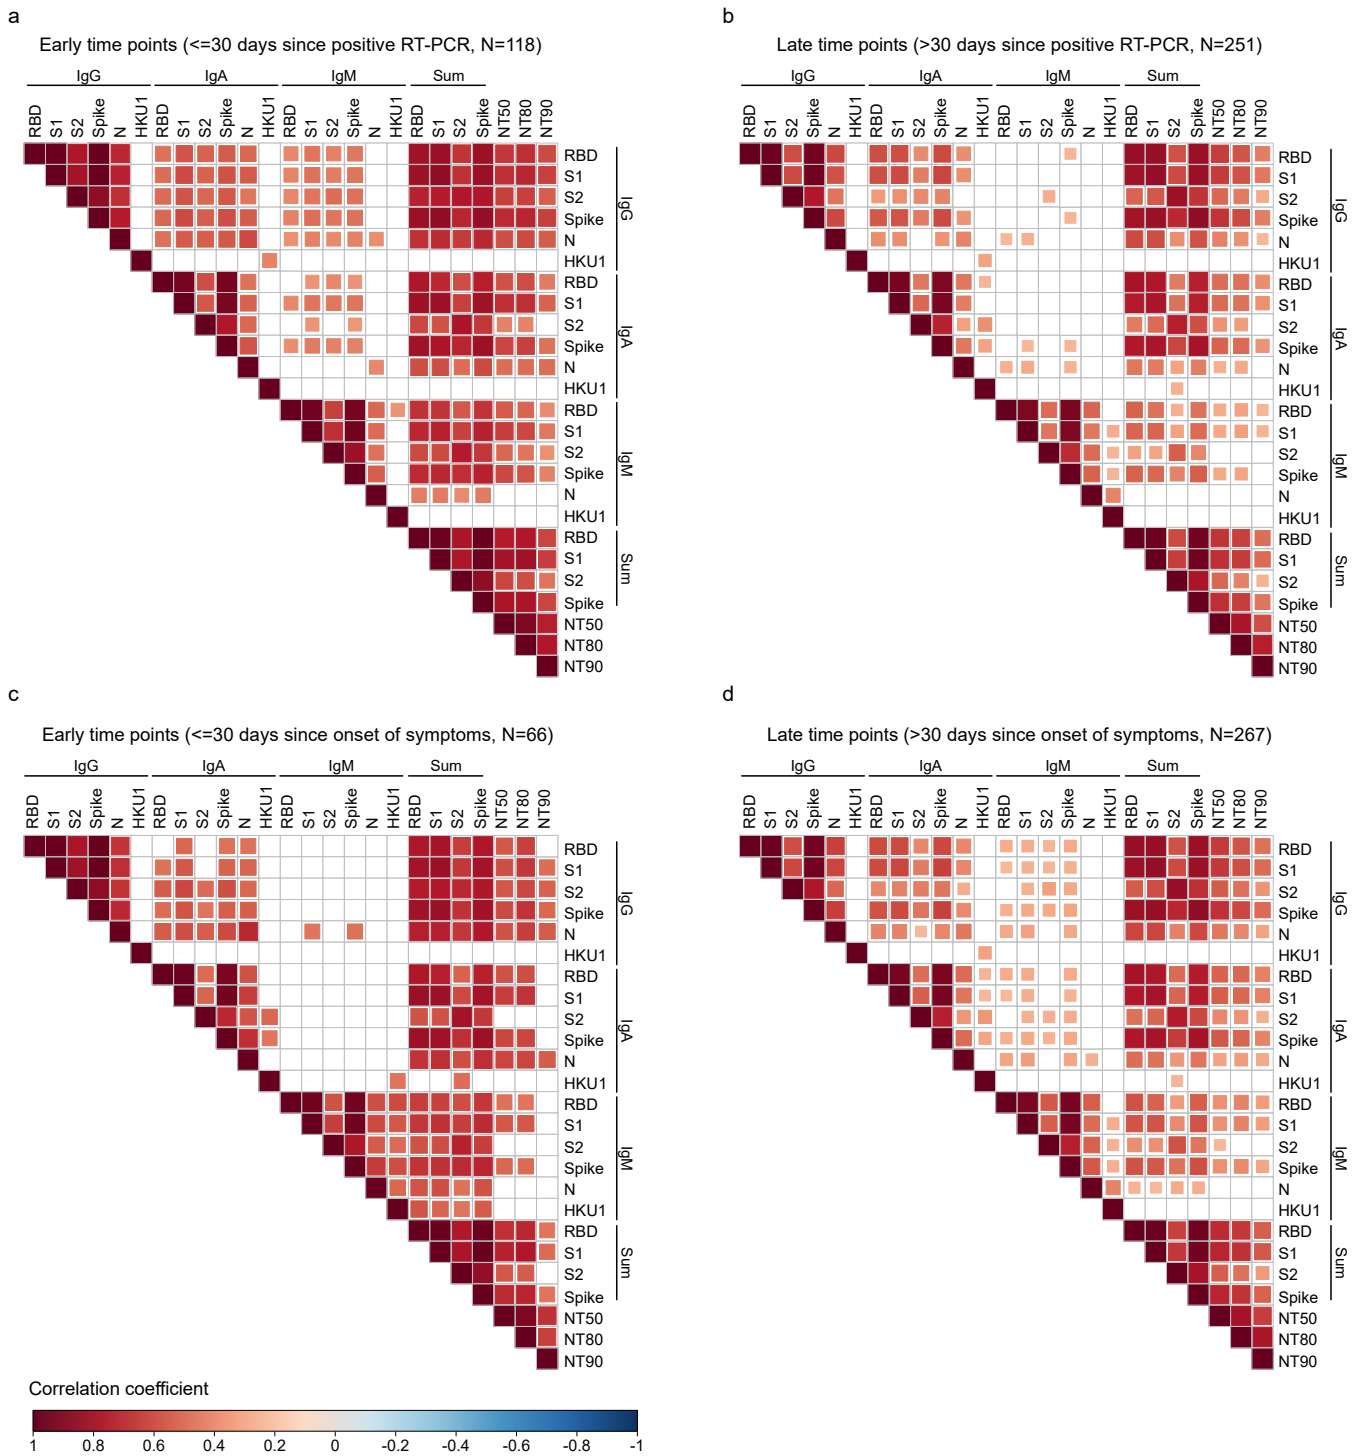 a
Early time points (<=30 days since positive RT-PCR, N=118)
IgG IgA IgM Sum
RBD S1 S2 Spike N HKU1 RBD S1 S2 Spike N HKU1 RBD S1 S2 Spike N HKU1 RBD S1 S2 Spike NT50 NT80 NT90
RBD
S1
S2
Spike
N
HKU1
RBD
S1
S2
Spike
N
HKU1
RBD
S1
S2
Spike
N
HKU1
RBD
S1
S2
Spike
NT50
NT80
NT90
IgG
IgA
IgM
Sum
b
Late time points (>30 days since positive RT-PCR, N=251)
IgG IgA IgM Sum
RBD S1 S2 Spike N HKU1 RBD S1 S2 Spike N HKU1 RBD S1 S2 Spike N HKU1 RBD S1 S2 Spike NT50 NT80 NT90
RBD
S1
S2
Spike
N
HKU1
RBD
S1
S2
Spike
N
HKU1
RBD
S1
S2
Spike
N
HKU1
RBD
S1
S2
Spike
NT50
NT80
NT90
IgG
IgA
IgM
Sum
c
Early time points (<=30 days since onset of symptoms, N=66)
IgG IgA IgM Sum
RBD S1 S2 Spike N HKU1 RBD S1 S2 Spike N HKU1 RBD S1 S2 Spike N HKU1 RBD S1 S2 Spike NT50 NT80 NT90
RBD
S1
S2
Spike
N
HKU1
RBD
S1
S2
Spike
N
HKU1
RBD
S1
S2
Spike
N
HKU1
RBD
S1
S2
Spike
NT50
NT80
NT90
IgG
IgA
IgM
Sum
d
Late time points (>30 days since onset of symptoms, N=267)
IgG IgA IgM Sum
RBD S1 S2 Spike N HKU1 RBD S1 S2 Spike N HKU1 RBD S1 S2 Spike N HKU1 RBD S1 S2 Spike NT50 NT80 NT90
RBD
S1
S2
Spike
N
HKU1
RBD
S1
S2
Spike
N
HKU1
RBD
S1
S2
Spike
N
HKU1
RBD
S1
S2
Spike
NT50
NT80
NT90
IgG
IgA
IgM
Sum
Correlation coefficient
1 0.8 0.6 0.4 0.2 0 -0.2 -0.4 -0.6 -0.8 -1